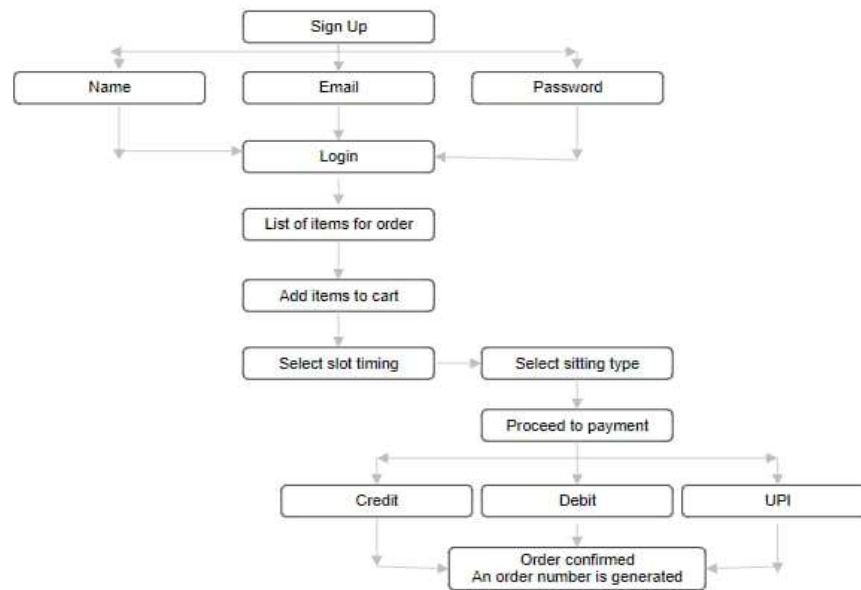 Sign Up
Name
Email
Password
Login
List of items for order
Add items to cart
Select slot timing
Select sitting type
Proceed to payment
Credit
Debit
UPI
Order confirmed
An order number is generated